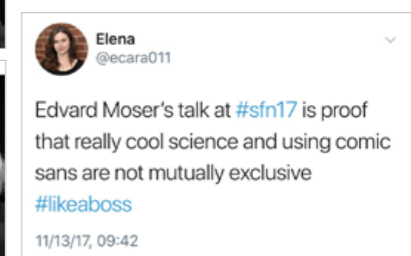 Elena
@ecara011
Edvard Moser's talk at #sfn17 is proof
that really cool science and using comic
sans are not mutually exclusive
#likeaboss
11/13/17, 09:42